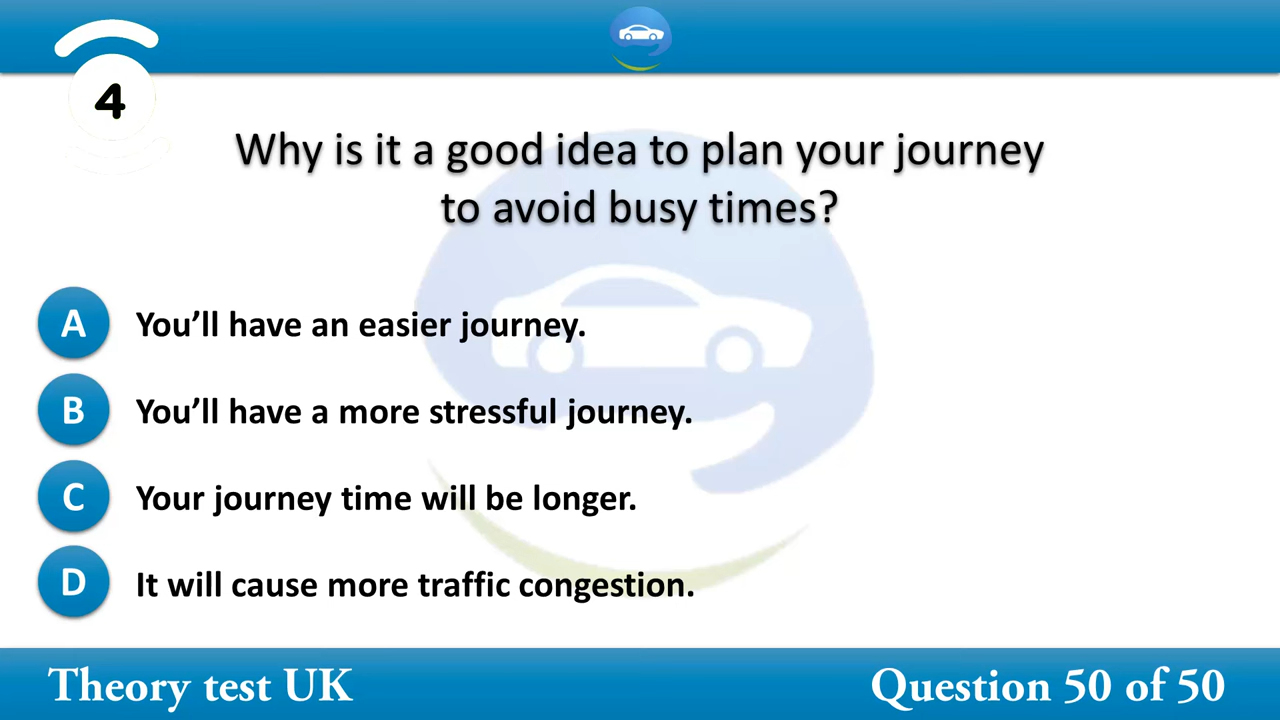 4
Why is it a good idea to plan your journey
to avoid busy times?
A You’ll have an easier journey.
B You’ll have a more stressful journey.
C Your journey time will be longer.
D It will cause more traffic congestion.
Theory test UK Question 50 of 50